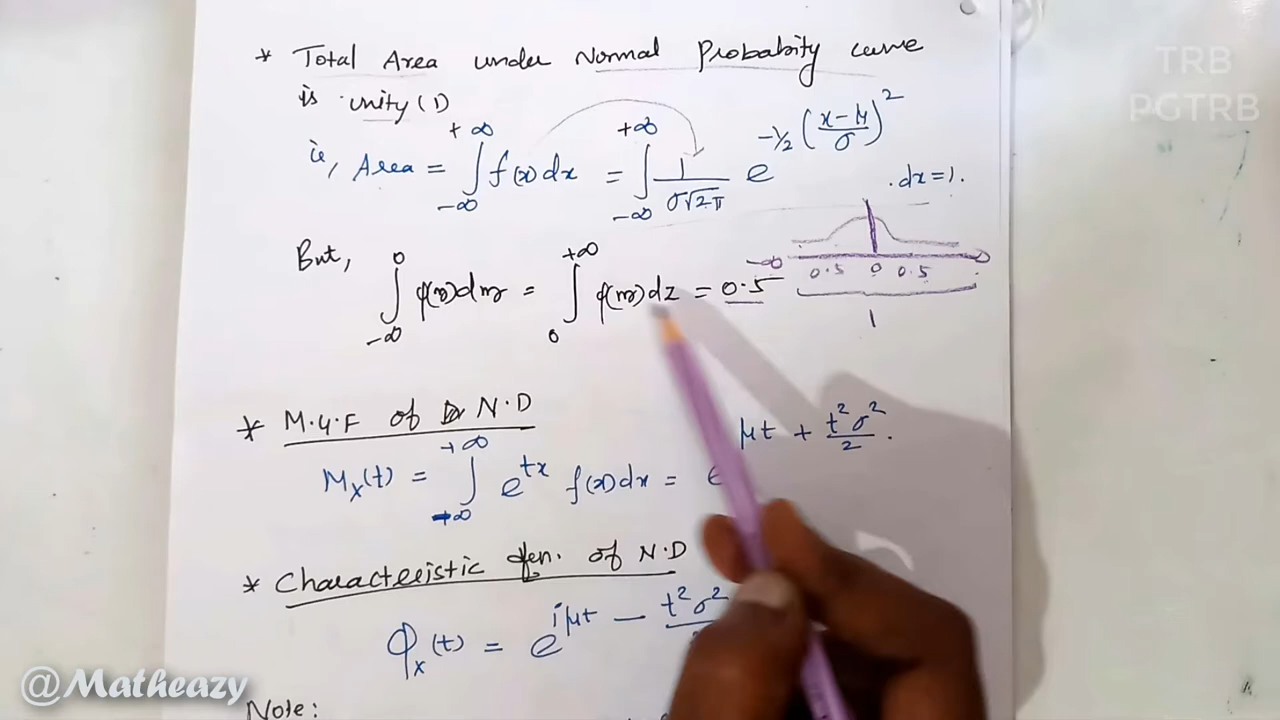 TRB
PGTRB
* Total Area under Normal Probabity curve
is unity (1)
ie, Area = ∫_{-∞}^{+∞} f(x) dx = ∫_{-∞}^{+∞} 1/(σ√2π) e^{-1/2 ((x-μ)/σ)^2} .dx = 1.
But, ∫_{-∞}^{0} φ(z)dz = ∫_{0}^{+∞} φ(z)dz = 0.5
-∞ 0.5 0 0.5 ∞
1
* M.G.F of N.D
M_X(t) = ∫_{-∞}^{+∞} e^{tx} f(x)dx = e^{μt + t²σ²/2}.
* Characteristic fn. of N.D
φ_x(t) = e^{iμt - t²σ²
@Matheazy
Note: